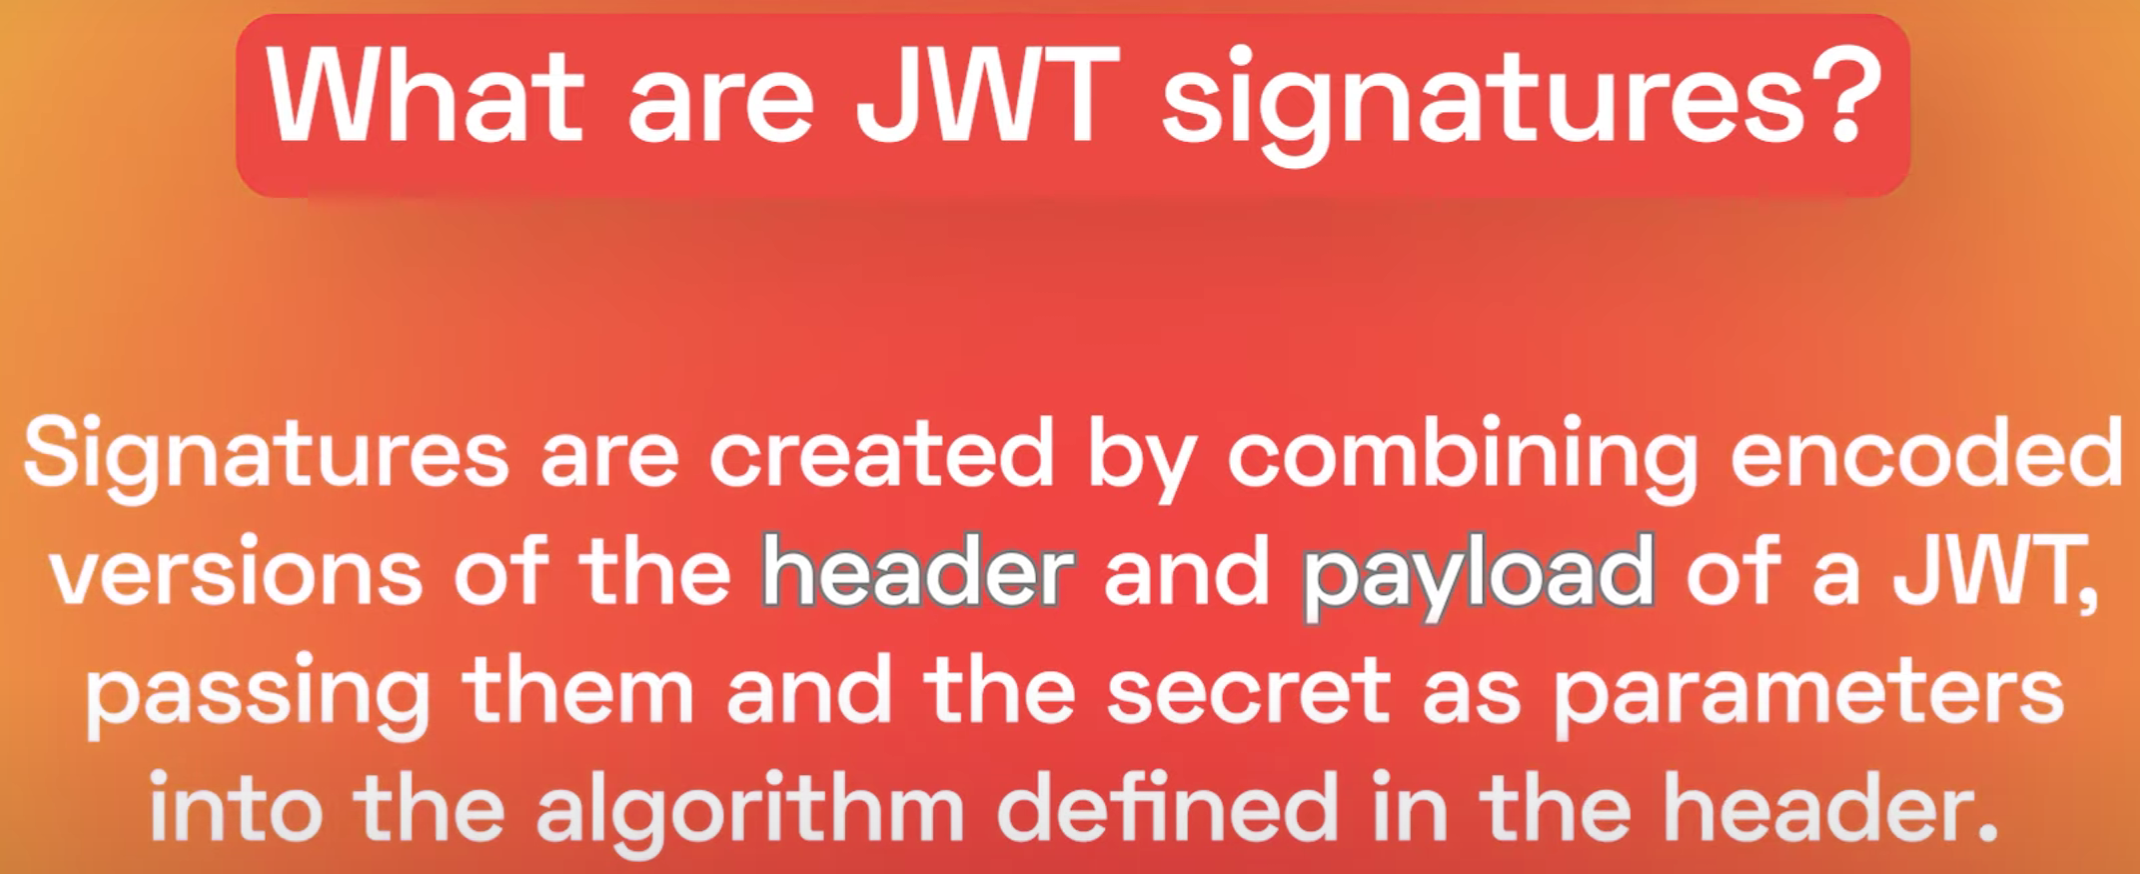 What are JWT signatures?
Signatures are created by combining encoded
versions of the header and payload of a JWT,
passing them and the secret as parameters
into the algorithm defined in the header.